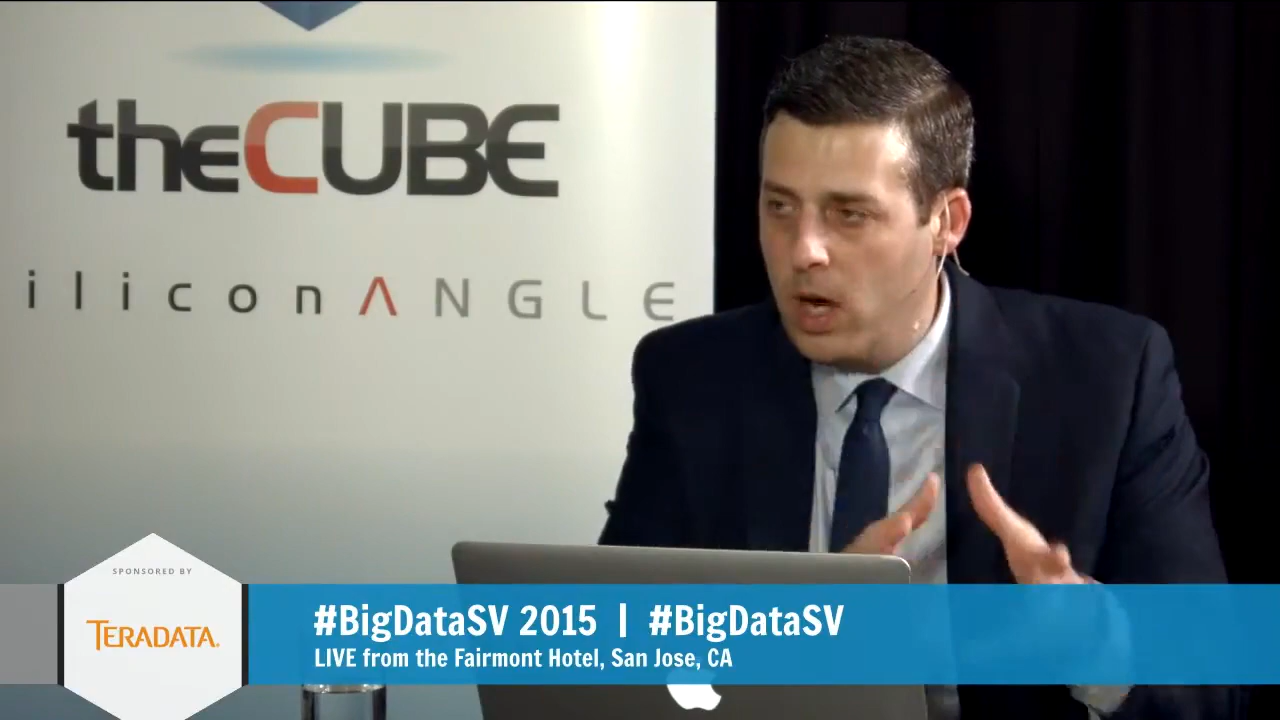 theCUBE
iliconANGLE
SPONSORED BY
TERADATA
#BigDataSV 2015 | #BigDataSV
LIVE from the Fairmont Hotel, San Jose, CA